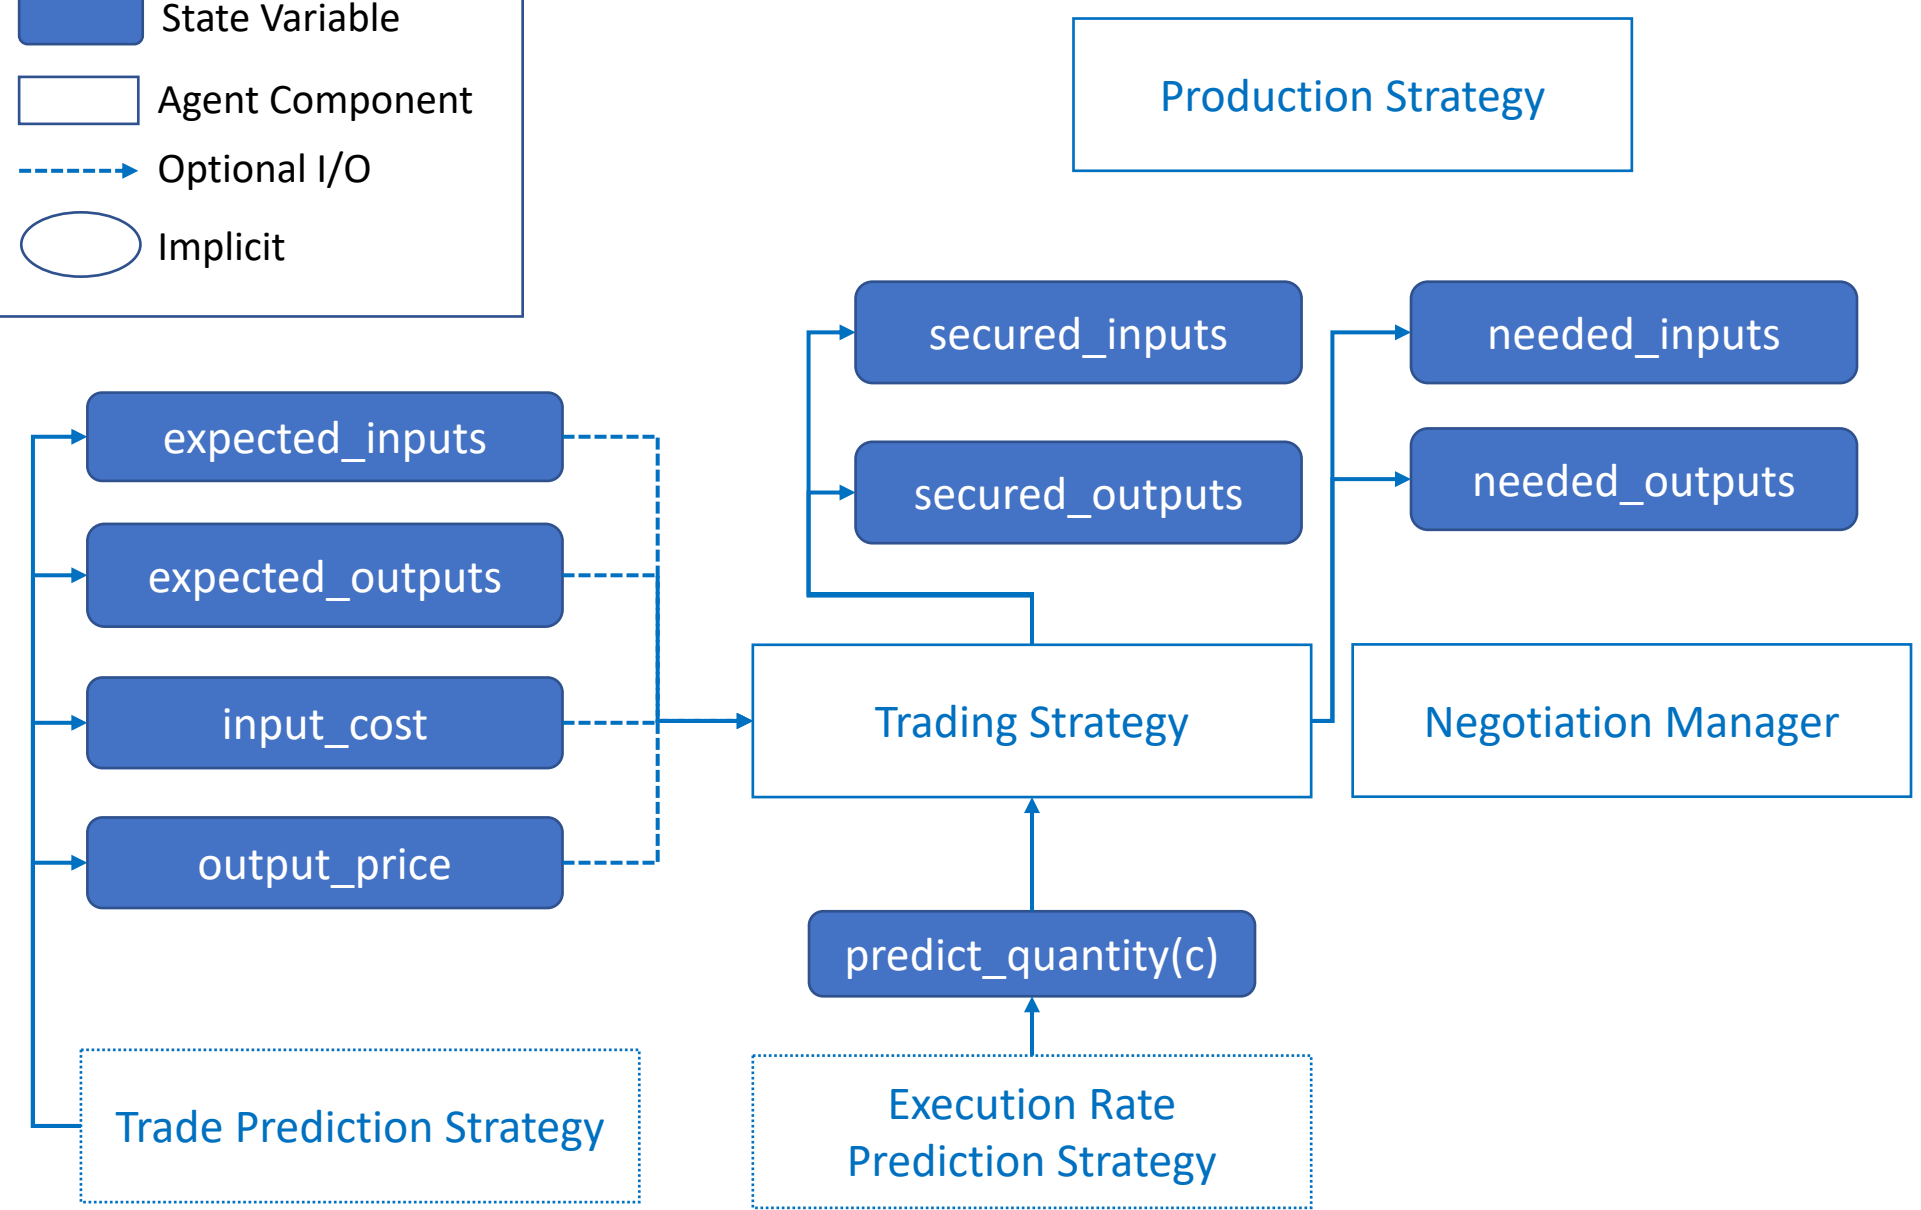 State Variable
Agent Component
Optional I/O
Implicit
Production Strategy
secured_inputs
needed_inputs
expected_inputs
secured_outputs
needed_outputs
expected_outputs
input_cost
Trading Strategy
Negotiation Manager
output_price
predict_quantity(c)
Trade Prediction Strategy
Execution Rate
Prediction Strategy